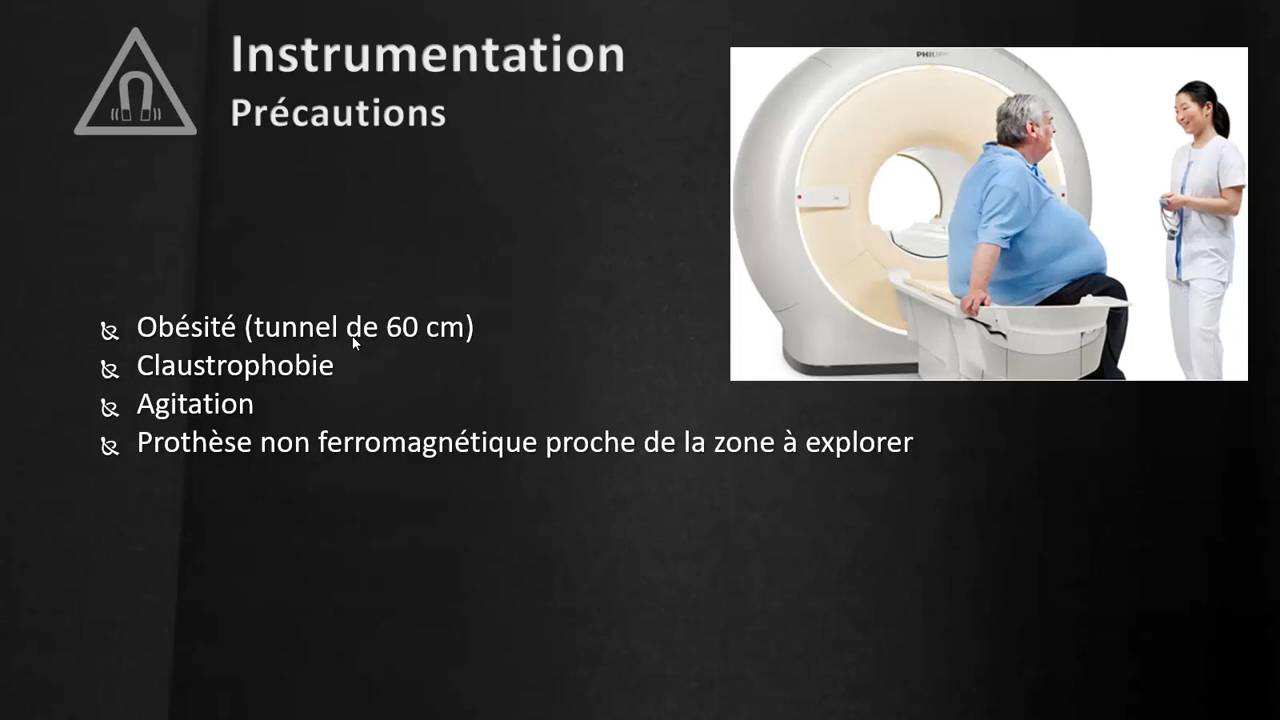 Instrumentation
Précautions
Obésité (tunnel de 60 cm)
Claustrophobie
Agitation
Prothèse non ferromagnétique proche de la zone à explorer